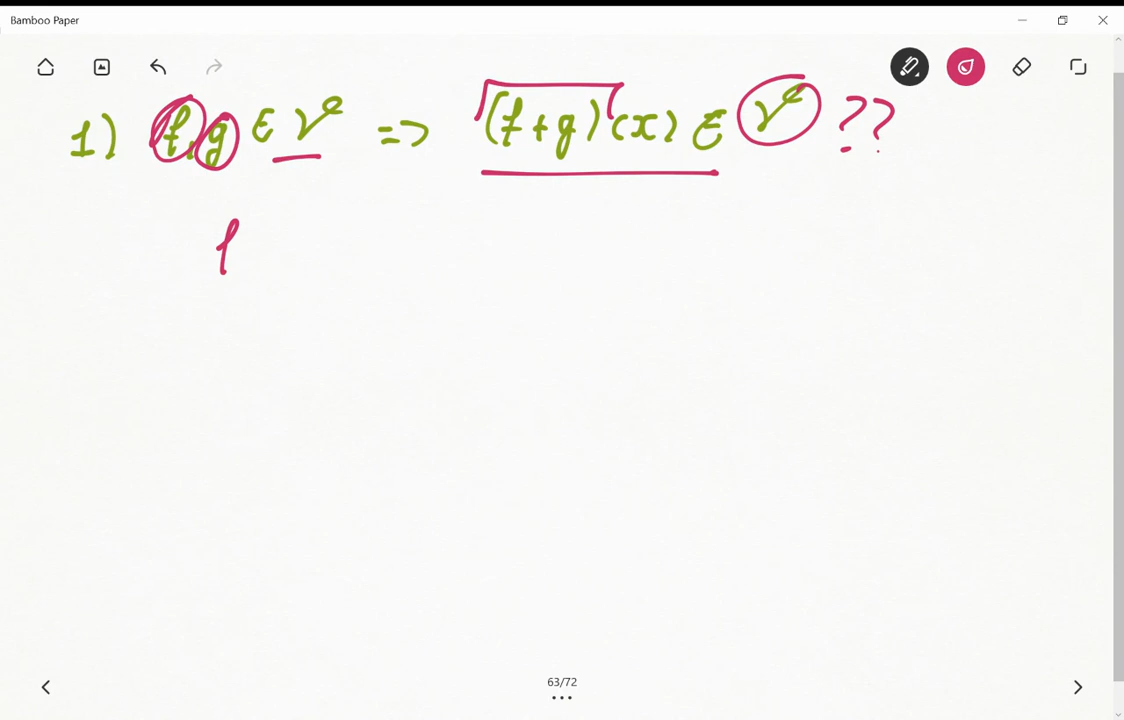 Bamboo Paper
1) f, g ∈ V^e => (f + g) (x) ∈ V^e ??
f
63/72